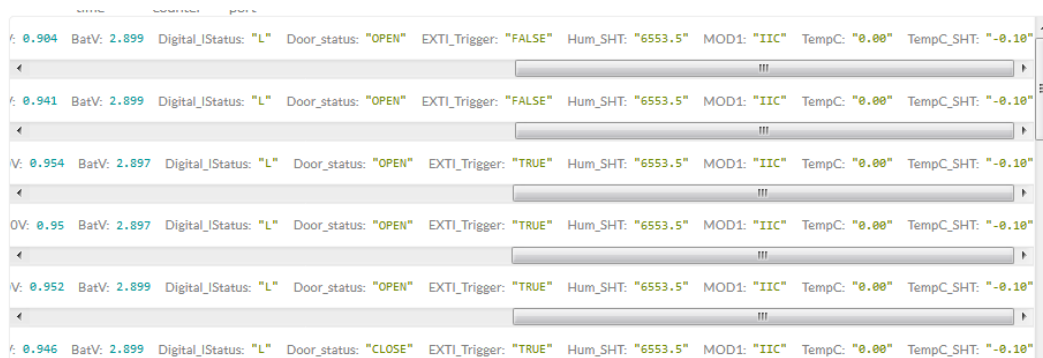 time counter port
V: 0.904 BatV: 2.899 Digital_IStatus: "L" Door_status: "OPEN" EXTI_Trigger: "FALSE" Hum_SHT: "6553.5" MOD1: "IIC" TempC: "0.00" TempC_SHT: "-0.10"
V: 0.941 BatV: 2.899 Digital_IStatus: "L" Door_status: "OPEN" EXTI_Trigger: "FALSE" Hum_SHT: "6553.5" MOD1: "IIC" TempC: "0.00" TempC_SHT: "-0.10"
V: 0.954 BatV: 2.897 Digital_IStatus: "L" Door_status: "OPEN" EXTI_Trigger: "TRUE" Hum_SHT: "6553.5" MOD1: "IIC" TempC: "0.00" TempC_SHT: "-0.10"
0V: 0.95 BatV: 2.897 Digital_IStatus: "L" Door_status: "OPEN" EXTI_Trigger: "TRUE" Hum_SHT: "6553.5" MOD1: "IIC" TempC: "0.00" TempC_SHT: "-0.10"
V: 0.952 BatV: 2.899 Digital_IStatus: "L" Door_status: "OPEN" EXTI_Trigger: "TRUE" Hum_SHT: "6553.5" MOD1: "IIC" TempC: "0.00" TempC_SHT: "-0.10"
V: 0.946 BatV: 2.899 Digital_IStatus: "L" Door_status: "CLOSE" EXTI_Trigger: "TRUE" Hum_SHT: "6553.5" MOD1: "IIC" TempC: "0.00" TempC_SHT: "-0.10"